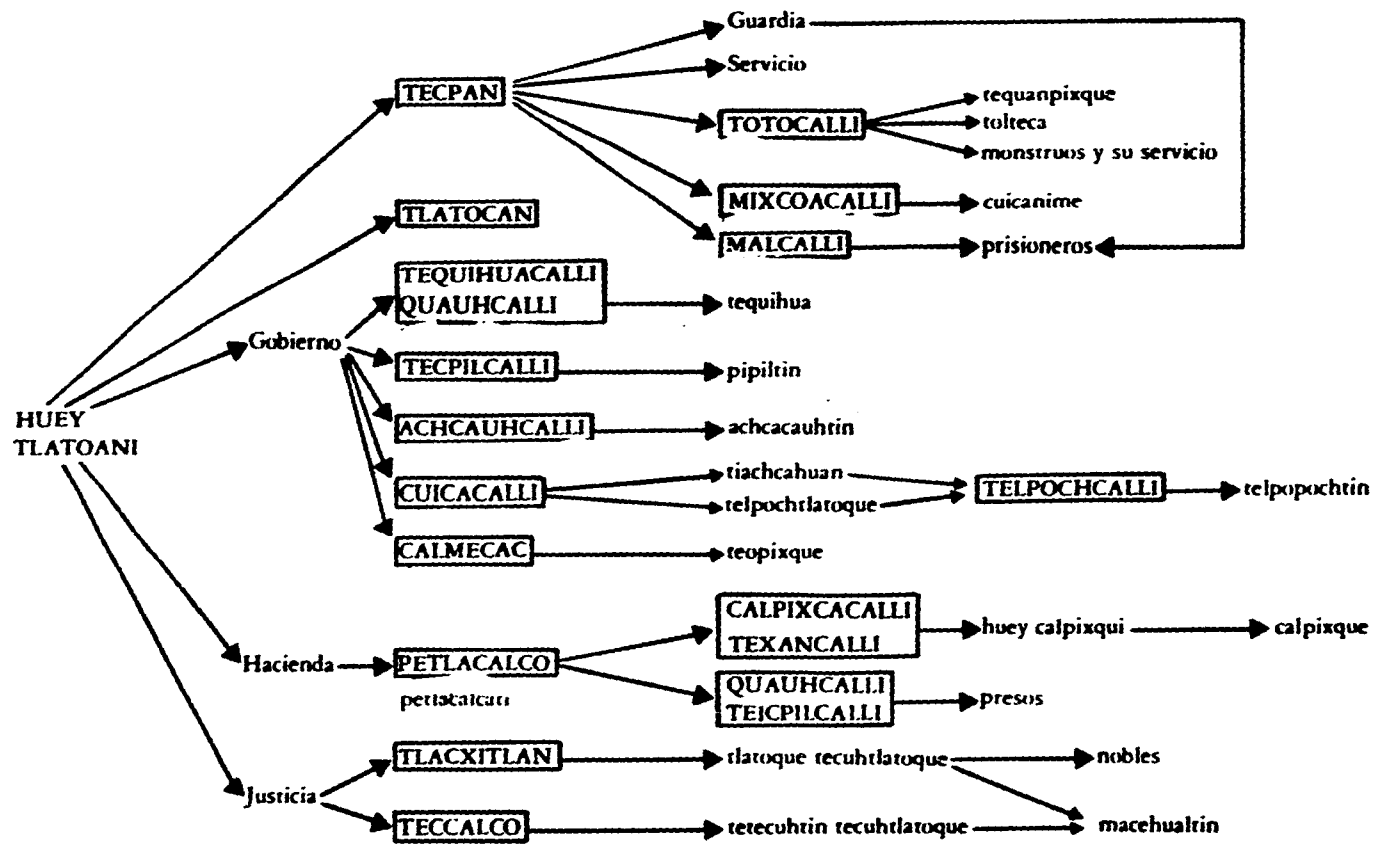 Guardia
Servicio
TECPAN
TOTOCALLI
tequanpixque
tolteca
monstruos y su servicio
MIXCOACALLI
cuicanime
TLATOCAN
MALCALLI
prisioneros
TEQUIHUACALLI
QUAUHCALLI
tequihua
Gobierno
TECPILCALLI
pipiltin
HUEY
TLATOANI
ACHCAUHCALLI
achcacauhtin
CUICACALLI
tiachcahuan
telpochtlatoque
TELPOCHCALLI
telpopochtin
CALMECAC
teopixque
Hacienda
PETLACALCO
petlacalcatl
CALPIXCACALLI
TEXANCALLI
huey calpixqui
calpixque
QUAUHCALLI
TEICPILCALLI
presos
Justicia
TLACXITLAN
tlatoque tecuhtlatoque
nobles
TECCALCO
tetecuhtin tecuhtlatoque
macehualtin